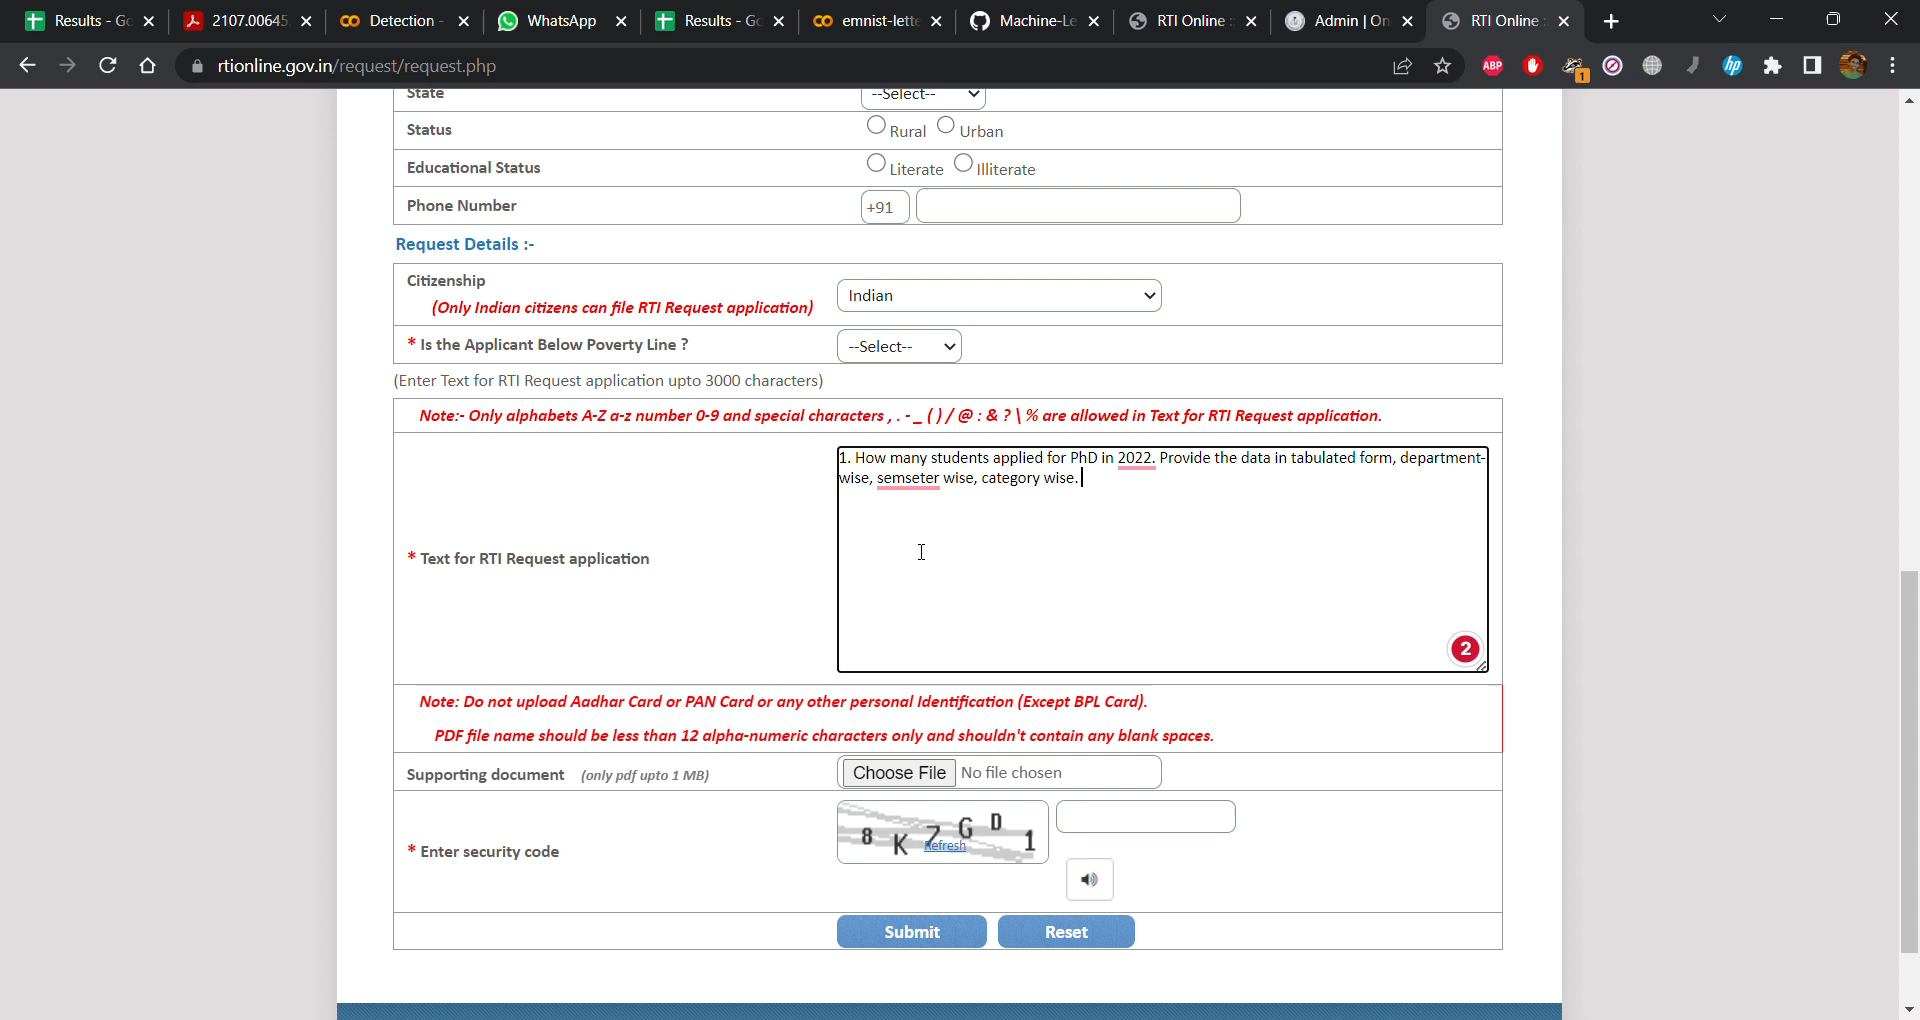 Results - Go
2107.00645
Detection -
WhatsApp
Results - Go
emnist-lette
Machine-Le
RTI Online :
Admin | On
RTI Online :
rtionline.gov.in/request/request.php
ABP
1
hp
State --Select--
Status Rural Urban
Educational Status Literate Illiterate
Phone Number +91
Request Details :-
Citizenship
(Only Indian citizens can file RTI Request application)
Indian
* Is the Applicant Below Poverty Line ? --Select--
(Enter Text for RTI Request application upto 3000 characters)
Note:- Only alphabets A-Z a-z number 0-9 and special characters , . - _ ( ) / @ : & ? \ % are allowed in Text for RTI Request application.
1. How many students applied for PhD in 2022. Provide the data in tabulated form, department-
wise, semseter wise, category wise.
* Text for RTI Request application
2
Note: Do not upload Aadhar Card or PAN Card or any other personal Identification (Except BPL Card).
PDF file name should be less than 12 alpha-numeric characters only and shouldn't contain any blank spaces.
Supporting document (only pdf upto 1 MB) Choose File No file chosen
8 K Z G D 1
Refresh
* Enter security code
Submit Reset